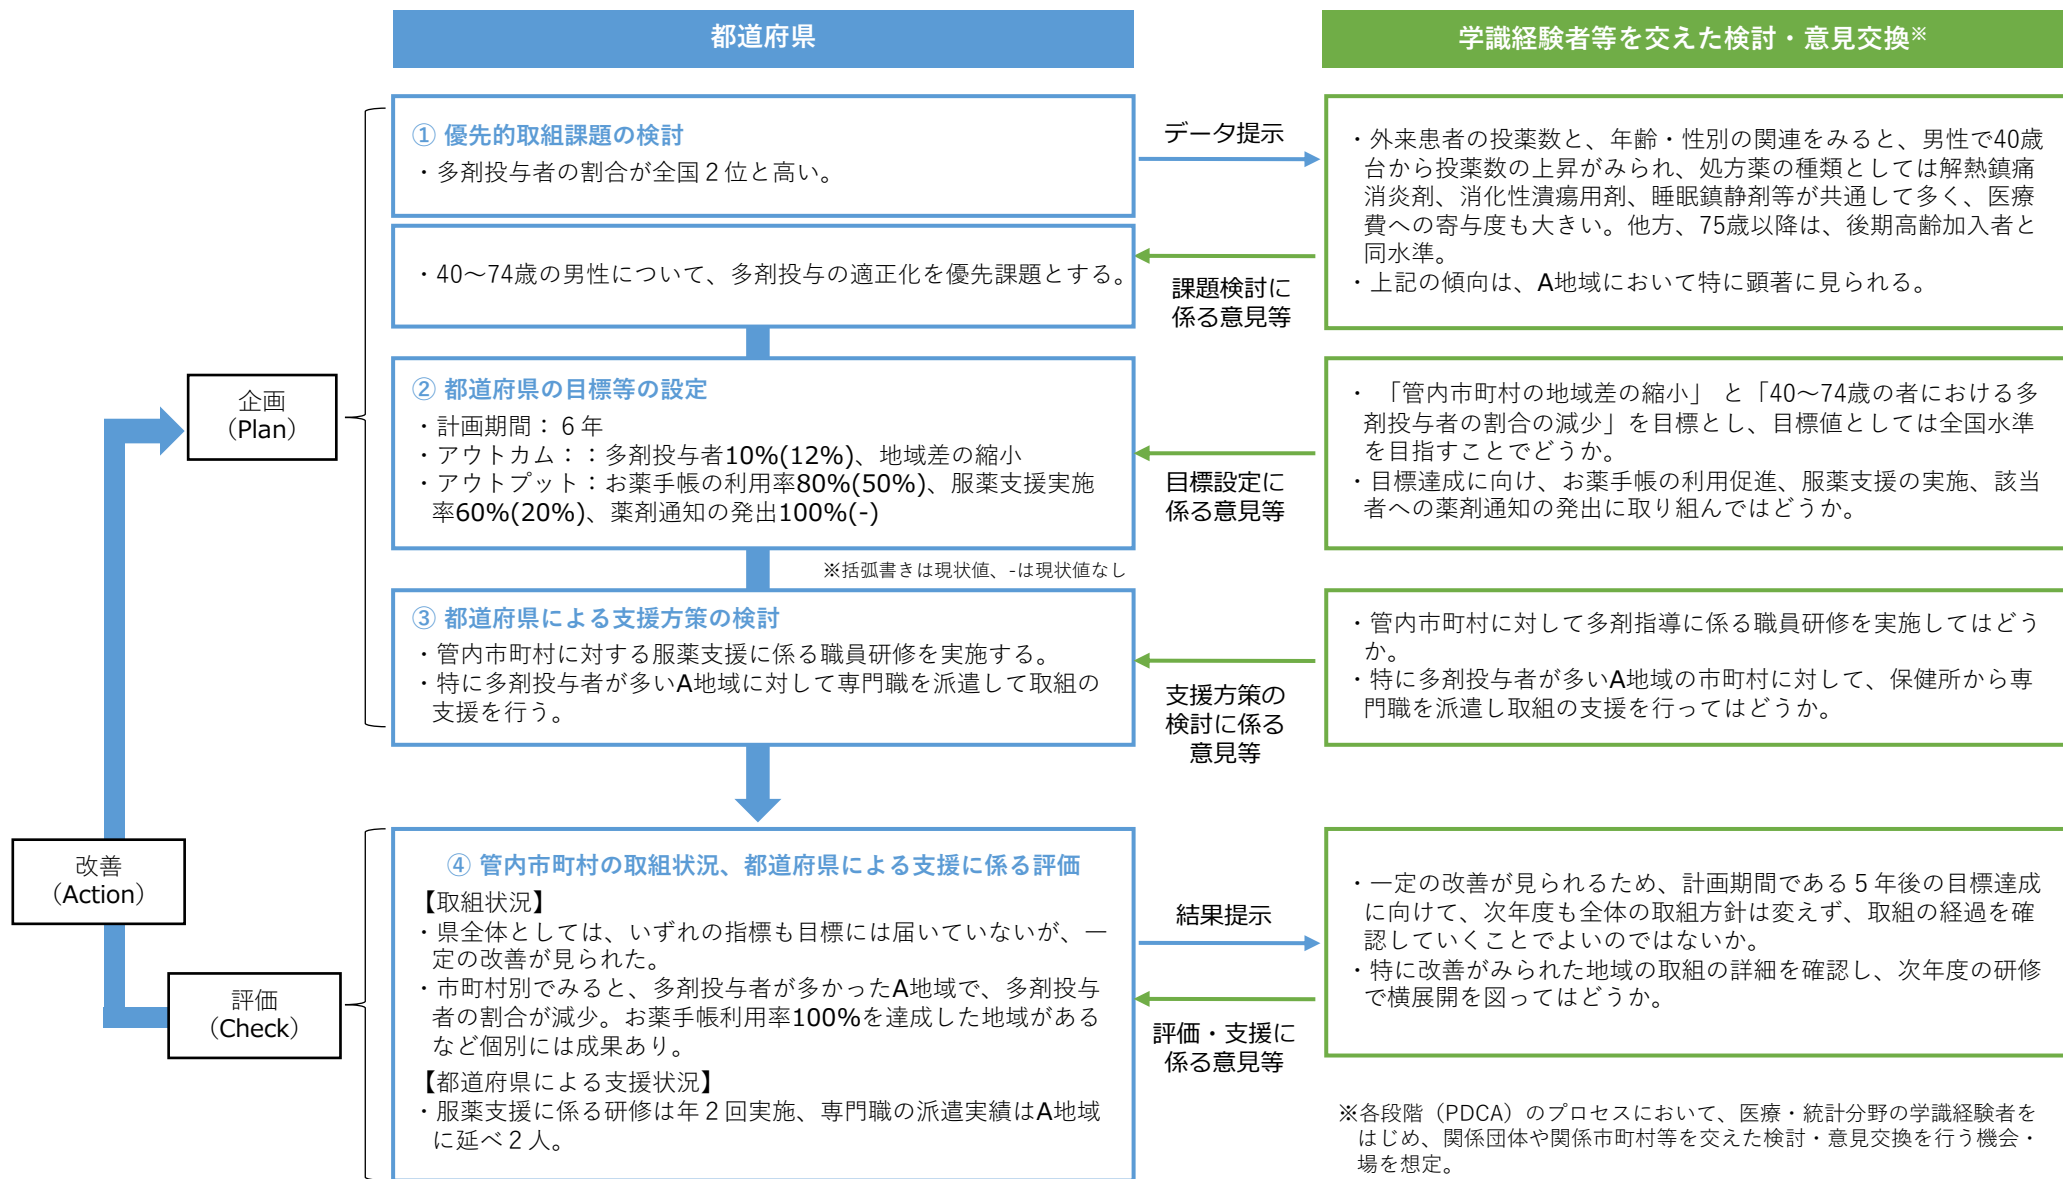 都道府県
学識経験者等を交えた検討・意見交換※
① 優先的取組課題の検討
・多剤投与者の割合が全国２位と高い。
データ提示
・外来患者の投薬数と、年齢・性別の関連をみると、男性で40歳
台から投薬数の上昇がみられ、処方薬の種類としては解熱鎮痛
消炎剤、消化性潰瘍用剤、睡眠鎮静剤等が共通して多く、医療
費への寄与度も大きい。他方、75歳以降は、後期高齢加入者と
同水準。
・上記の傾向は、A地域において特に顕著に見られる。
・40～74歳の男性について、多剤投与の適正化を優先課題とする。
課題検討に
係る意見等
企画
（Plan）
② 都道府県の目標等の設定
・計画期間：６年
・アウトカム：：多剤投与者10%(12%)、地域差の縮小
・アウトプット：お薬手帳の利用率80%(50%)、服薬支援実施
率60%(20%)、薬剤通知の発出100%(-)
目標設定に
係る意見等
・「管内市町村の地域差の縮小」と「40～74歳の者における多
剤投与者の割合の減少」を目標とし、目標値としては全国水準
を目指すことでどうか。
・目標達成に向け、お薬手帳の利用促進、服薬支援の実施、該当
者への薬剤通知の発出に取り組んではどうか。
※括弧書きは現状値、-は現状値なし
③ 都道府県による支援方策の検討
・管内市町村に対する服薬支援に係る職員研修を実施する。
・特に多剤投与者が多いA地域に対して専門職を派遣して取組の
支援を行う。
支援方策の
検討に係る
意見等
・管内市町村に対して多剤指導に係る職員研修を実施してはどう
か。
・特に多剤投与者が多いA地域の市町村に対して、保健所から専
門職を派遣し取組の支援を行ってはどうか。
改善
（Action）
評価
（Check）
④ 管内市町村の取組状況、都道府県による支援に係る評価
【取組状況】
・県全体としては、いずれの指標も目標には届いていないが、一
定の改善が見られた。
・市町村別でみると、多剤投与者が多かったA地域で、多剤投与
者の割合が減少。お薬手帳利用率100%を達成した地域がある
など個別には成果あり。
【都道府県による支援状況】
・服薬支援に係る研修は年２回実施、専門職の派遣実績はA地域
に延べ２人。
結果提示
評価・支援に
係る意見等
・一定の改善が見られるため、計画期間である５年後の目標達成
に向けて、次年度も全体の取組方針は変えず、取組の経過を確
認していくことでよいのではないか。
・特に改善がみられた地域の取組の詳細を確認し、次年度の研修
で横展開を図ってはどうか。
※各段階（PDCA）のプロセスにおいて、医療・統計分野の学識経験者を
はじめ、関係団体や関係市町村等を交えた検討・意見交換を行う機会・
場を想定。